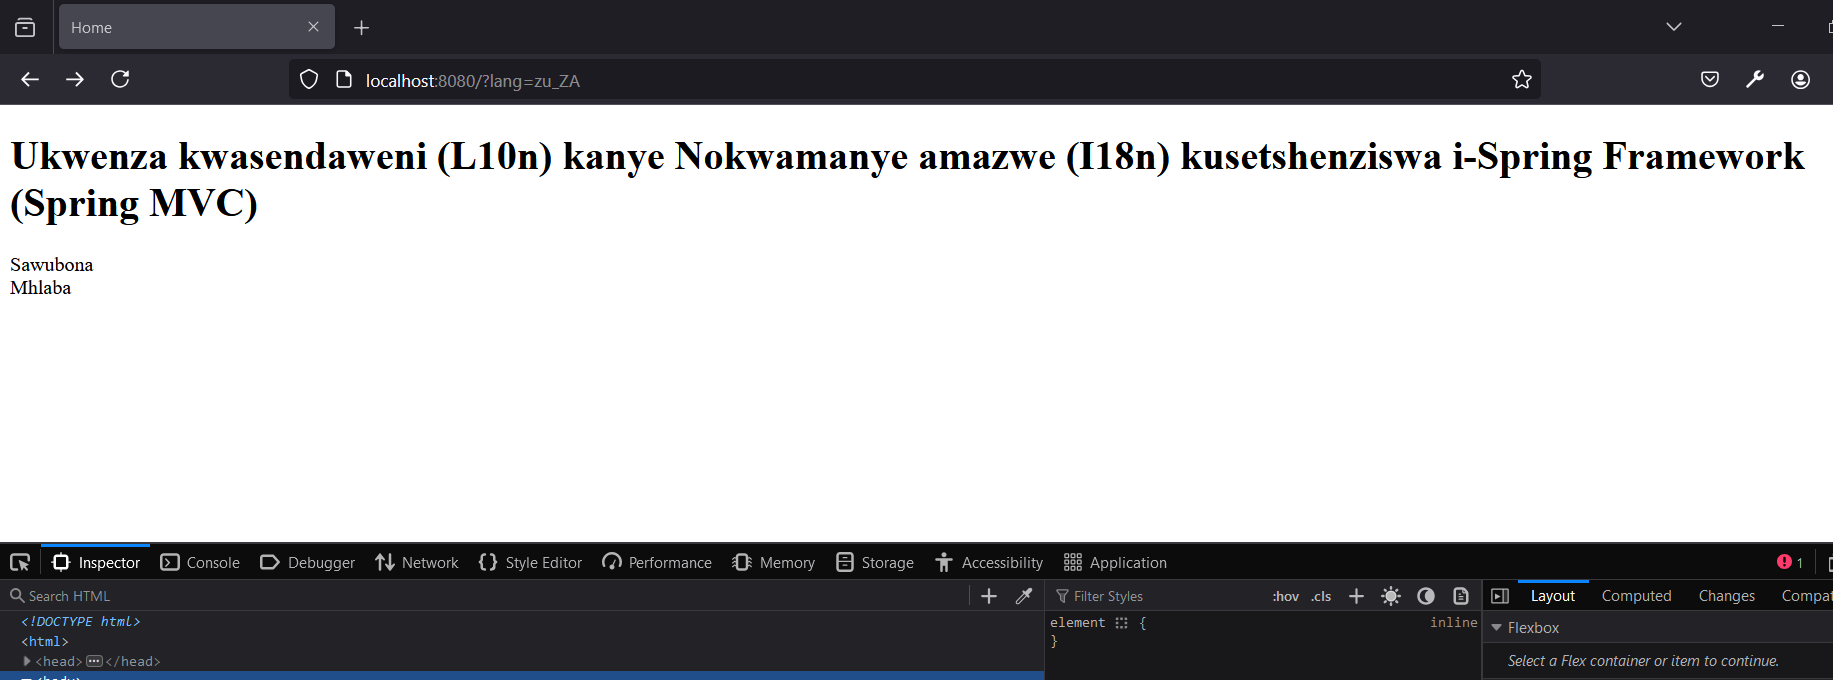 Home
localhost:8080/?lang=zu_ZA
Ukwenza kwasendaweni (L10n) kanye Nokwamanye amazwe (I18n) kusetshenziswa i-Spring Framework
(Spring MVC)
Sawubona
Mhlaba
Inspector Console Debugger Network Style Editor Performance Memory Storage Accessibility Application 1
Search HTML
Filter Styles :hov .cls
Layout Computed Changes Compat
<!DOCTYPE html>
<html>
<head> ... </head>
<body>
element { inline
}
Flexbox
Select a Flex container or item to continue.